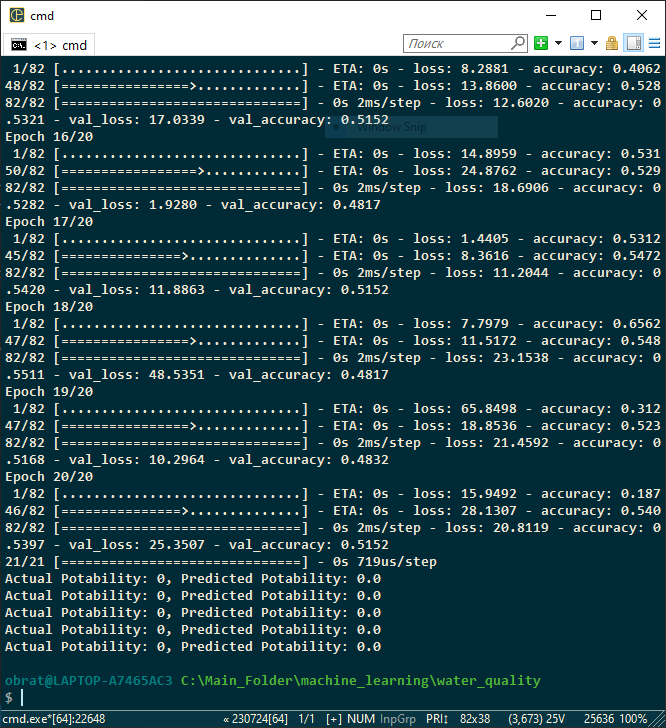 cmd
<1> cmd
Поиск
1/82 [..............................] - ETA: 0s - loss: 8.2881 - accuracy: 0.4062
48/82 [================>.............] - ETA: 0s - loss: 13.8600 - accuracy: 0.528
82/82 [==============================] - 0s 2ms/step - loss: 12.6020 - accuracy: 0
.5321 - val_loss: 17.0339 - val_accuracy: 0.5152
Window Snip
Epoch 16/20
1/82 [..............................] - ETA: 0s - loss: 14.8959 - accuracy: 0.531
50/82 [=================>............] - ETA: 0s - loss: 24.8762 - accuracy: 0.529
82/82 [==============================] - 0s 2ms/step - loss: 18.6906 - accuracy: 0
.5282 - val_loss: 1.9280 - val_accuracy: 0.4817
Epoch 17/20
1/82 [..............................] - ETA: 0s - loss: 1.4405 - accuracy: 0.5312
45/82 [===============>..............] - ETA: 0s - loss: 8.3616 - accuracy: 0.5472
82/82 [==============================] - 0s 2ms/step - loss: 11.2044 - accuracy: 0
.5420 - val_loss: 11.8863 - val_accuracy: 0.5152
Epoch 18/20
1/82 [..............................] - ETA: 0s - loss: 7.7979 - accuracy: 0.6562
47/82 [================>.............] - ETA: 0s - loss: 11.5172 - accuracy: 0.548
82/82 [==============================] - 0s 2ms/step - loss: 23.1538 - accuracy: 0
.5511 - val_loss: 48.5351 - val_accuracy: 0.4817
Epoch 19/20
1/82 [..............................] - ETA: 0s - loss: 65.8498 - accuracy: 0.312
47/82 [================>.............] - ETA: 0s - loss: 18.8536 - accuracy: 0.523
82/82 [==============================] - 0s 2ms/step - loss: 21.4592 - accuracy: 0
.5168 - val_loss: 10.2964 - val_accuracy: 0.4832
Epoch 20/20
1/82 [..............................] - ETA: 0s - loss: 15.9492 - accuracy: 0.187
46/82 [===============>..............] - ETA: 0s - loss: 28.1307 - accuracy: 0.540
82/82 [==============================] - 0s 2ms/step - loss: 20.8119 - accuracy: 0
.5397 - val_loss: 25.3507 - val_accuracy: 0.5152
21/21 [==============================] - 0s 719us/step
Actual Potability: 0, Predicted Potability: 0.0
Actual Potability: 0, Predicted Potability: 0.0
Actual Potability: 0, Predicted Potability: 0.0
Actual Potability: 0, Predicted Potability: 0.0
Actual Potability: 0, Predicted Potability: 0.0
obrat@LAPTOP-A7465AC3 C:\Main_Folder\machine_learning\water_quality
$
cmd.exe*[64]:22648 « 230724[64] 1/1 [+] NUM InpGrp PRI↕ 82x38 (3,673) 25V 25636 100%